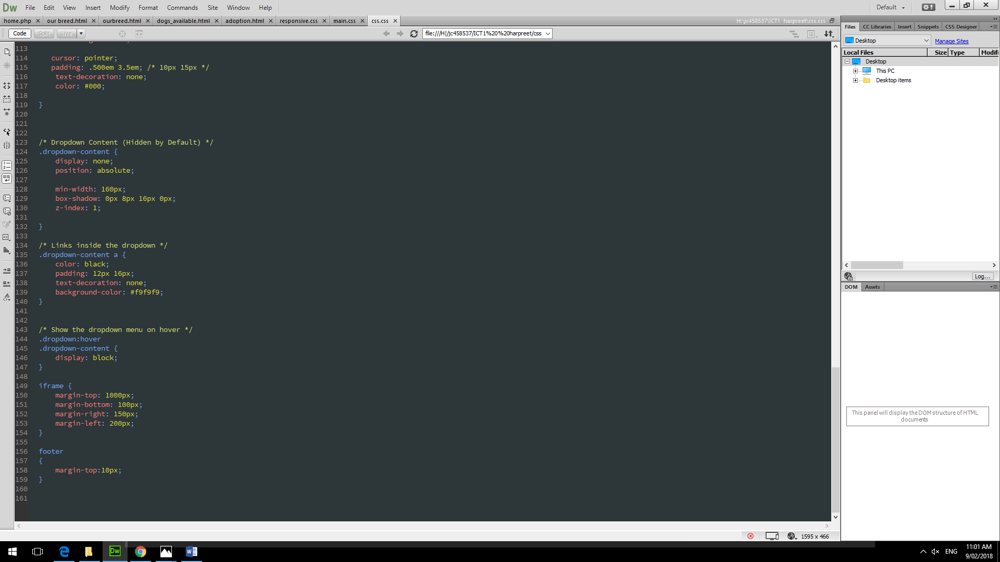 Dw File Edit View Insert Modify Format Commands Site Window Help Default
home.php our breed.html ourbreed.html dogs_available.html adoption.html responsive.css main.css css.css H:\jc458537\ICT1 harpreet\css.css
Code Split Live file:///H|/jc458537/ICT1%20%20harpreet/css
Files CC Libraries Insert Snippets CSS Designer
Desktop Manage Sites
Local Files Size Type Modifi
Desktop
This PC
Desktop items
Log...
DOM Assets
This panel will display the DOM structure of HTML
documents
113
114 cursor: pointer;
115 padding: .500em 3.5em; /* 10px 15px */
116 text-decoration: none;
117 color: #000;
118
119 }
120
121
122
123 /* Dropdown Content (Hidden by Default) */
124 .dropdown-content {
125 display: none;
126 position: absolute;
127
128 min-width: 160px;
129 box-shadow: 0px 8px 16px 0px;
130 z-index: 1;
131
132 }
133
134 /* Links inside the dropdown */
135 .dropdown-content a {
136 color: black;
137 padding: 12px 16px;
138 text-decoration: none;
139 background-color: #f9f9f9;
140 }
141
142
143 /* Show the dropdown menu on hover */
144 .dropdown:hover
145 .dropdown-content {
146 display: block;
147 }
148
149 iframe {
150 margin-top: 1000px;
151 margin-bottom: 100px;
152 margin-right: 150px;
153 margin-left: 200px;
154 }
155
156 footer
157 {
158 margin-top:10px;
159 }
160
161
1595 x 466
Dw
ENG
11:01 AM
9/02/2018